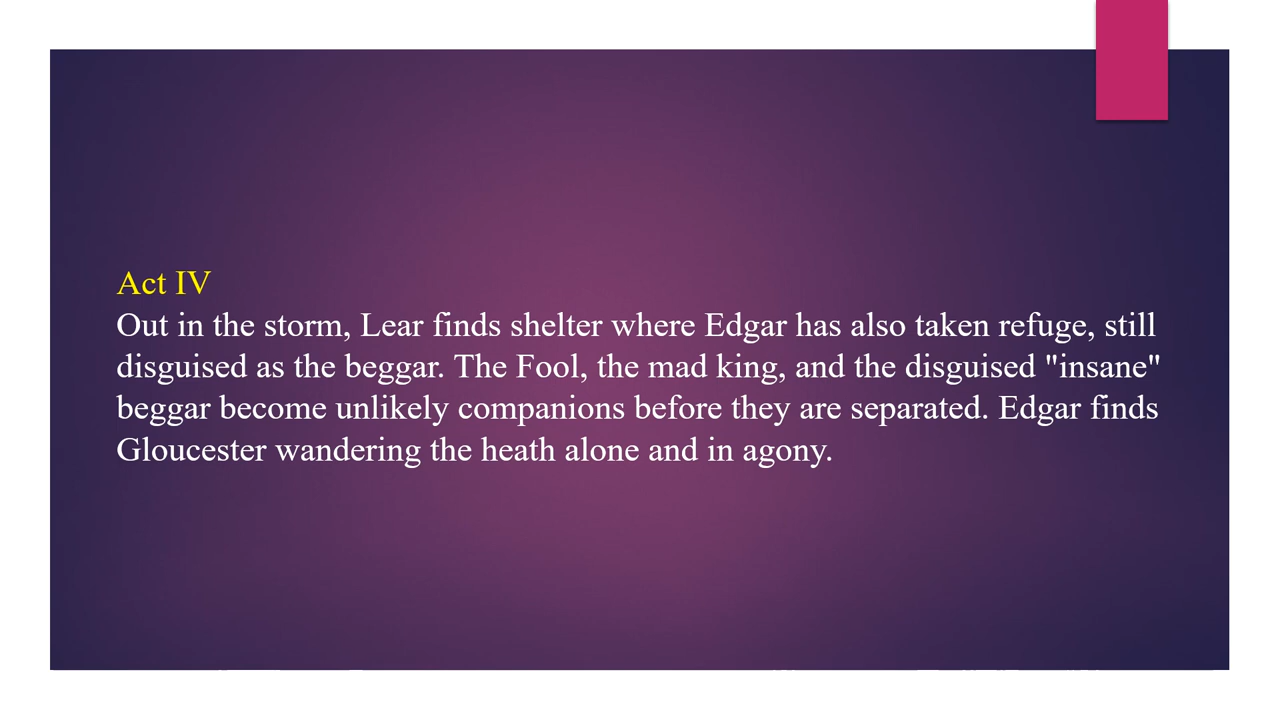 Act IV
Out in the storm, Lear finds shelter where Edgar has also taken refuge, still
disguised as the beggar. The Fool, the mad king, and the disguised "insane"
beggar become unlikely companions before they are separated. Edgar finds
Gloucester wandering the heath alone and in agony.